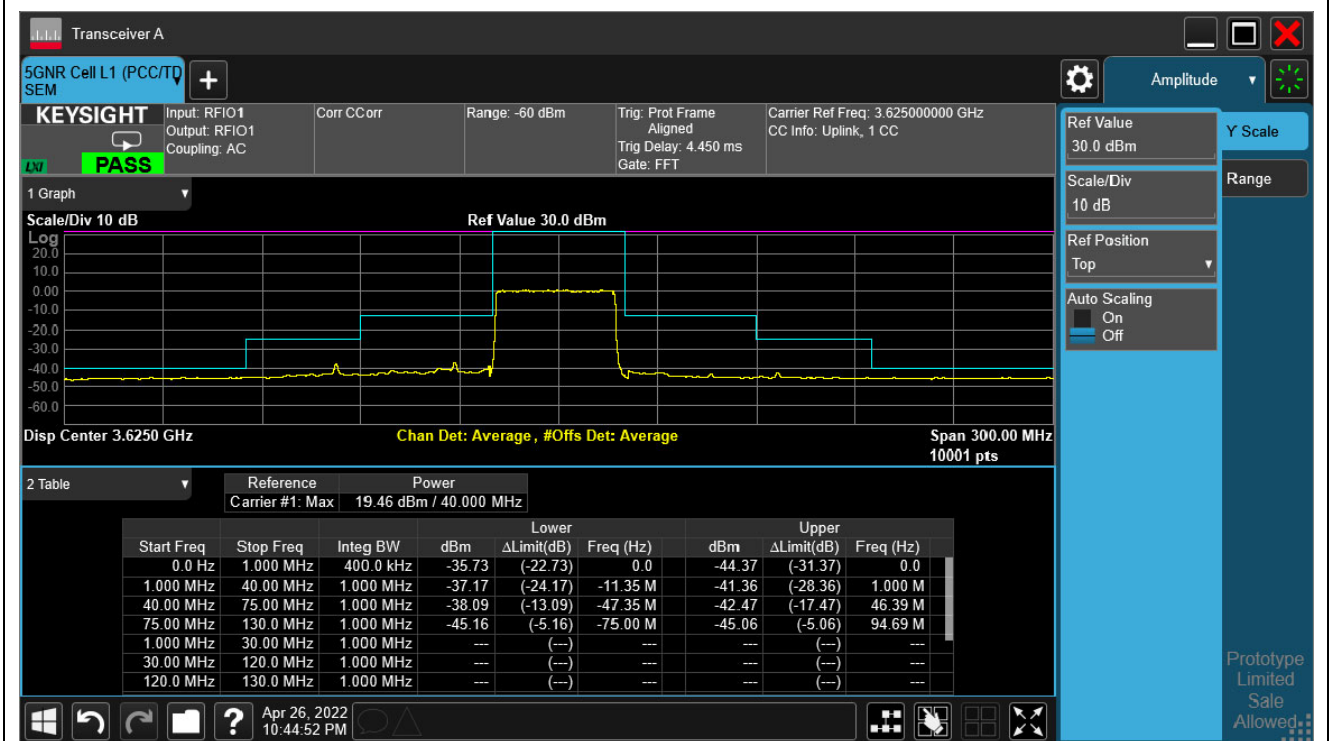 Transceiver A
5GNR Cell L1 (PCC/TD
SEM
Amplitude
KEYSIGHT
LXI
PASS
Input: RFIO1
Output: RFIO1
Coupling: AC
Corr CCorr
Range: -60 dBm
Trig: Prot Frame
Aligned
Trig Delay: 4.450 ms
Gate: FFT
Carrier Ref Freq: 3.625000000 GHz
CC Info: Uplink, 1 CC
Ref Value
30.0 dBm
Scale/Div
10 dB
Ref Position
Top
Auto Scaling
On
Off
Y Scale
Range
1 Graph
Scale/Div 10 dB
Ref Value 30.0 dBm
Log
20.0
10.0
0.00
-10.0
-20.0
-30.0
-40.0
-50.0
-60.0
Disp Center 3.6250 GHz
Chan Det: Average , #Offs Det: Average
Span 300.00 MHz
10001 pts
2 Table
Reference Power
Carrier #1: Max 19.46 dBm / 40.000 MHz
Lower Upper
Start Freq Stop Freq Integ BW dBm ΔLimit(dB) Freq (Hz) dBm ΔLimit(dB) Freq (Hz)
0.0 Hz 1.000 MHz 400.0 kHz -35.73 (-22.73) 0.0 -44.37 (-31.37) 0.0
1.000 MHz 40.00 MHz 1.000 MHz -37.17 (-24.17) -11.35 M -41.36 (-28.36) 1.000 M
40.00 MHz 75.00 MHz 1.000 MHz -38.09 (-13.09) -47.35 M -42.47 (-17.47) 46.39 M
75.00 MHz 130.0 MHz 1.000 MHz -45.16 (-5.16) -75.00 M -45.06 (-5.06) 94.69 M
1.000 MHz 30.00 MHz 1.000 MHz --- (---) --- --- (---) ---
30.00 MHz 120.0 MHz 1.000 MHz --- (---) --- --- (---) ---
120.0 MHz 130.0 MHz 1.000 MHz --- (---) --- --- (---) ---
Prototype
Limited
Sale
Allowed
?
Apr 26, 2022
10:44:52 PM